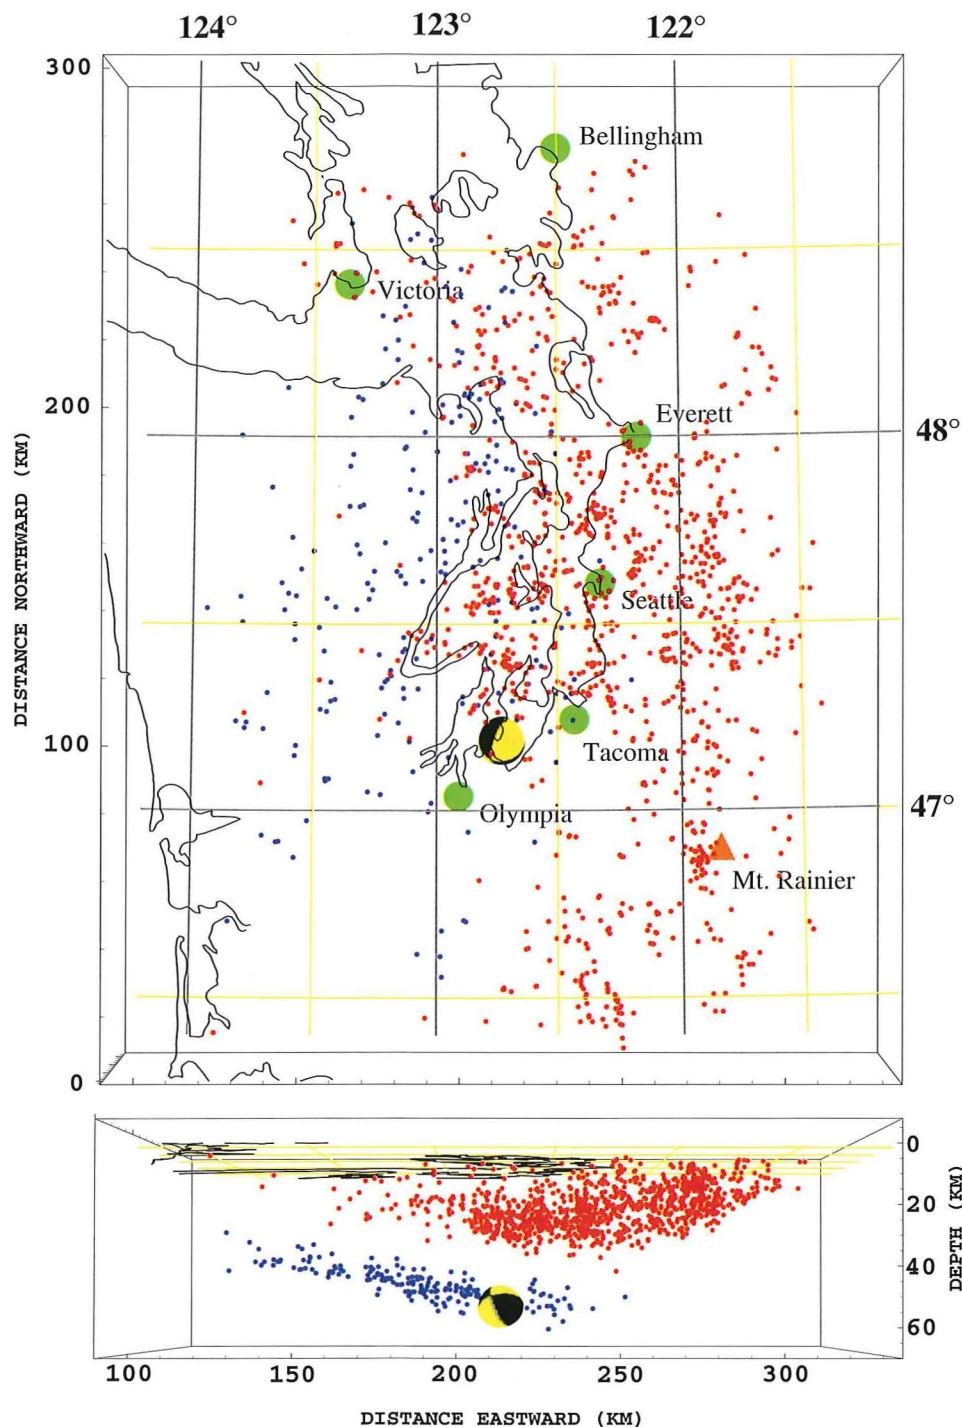 124° 123° 122°
300
Bellingham
Victoria
200
Everett
48°
DISTANCE NORTHWARD (KM)
Seattle
100
Tacoma
Olympia
47°
Mt. Rainier
0
0
20
40
60
DEPTH (KM)
100 150 200 250 300
DISTANCE EASTWARD (KM)